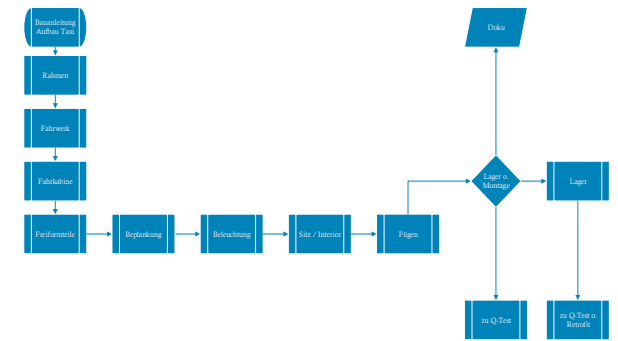 Bauanleitung
Aufbau Taxi
Doku
Rahmen
Fahrwerk
Fahrkabine
Lager o.
Montage
Lager
Freiformteile
Beplankung
Beleuchtung
Sitz / Interior
Fügen
zu Q-Test
zu Q-Test o.
Retrofit